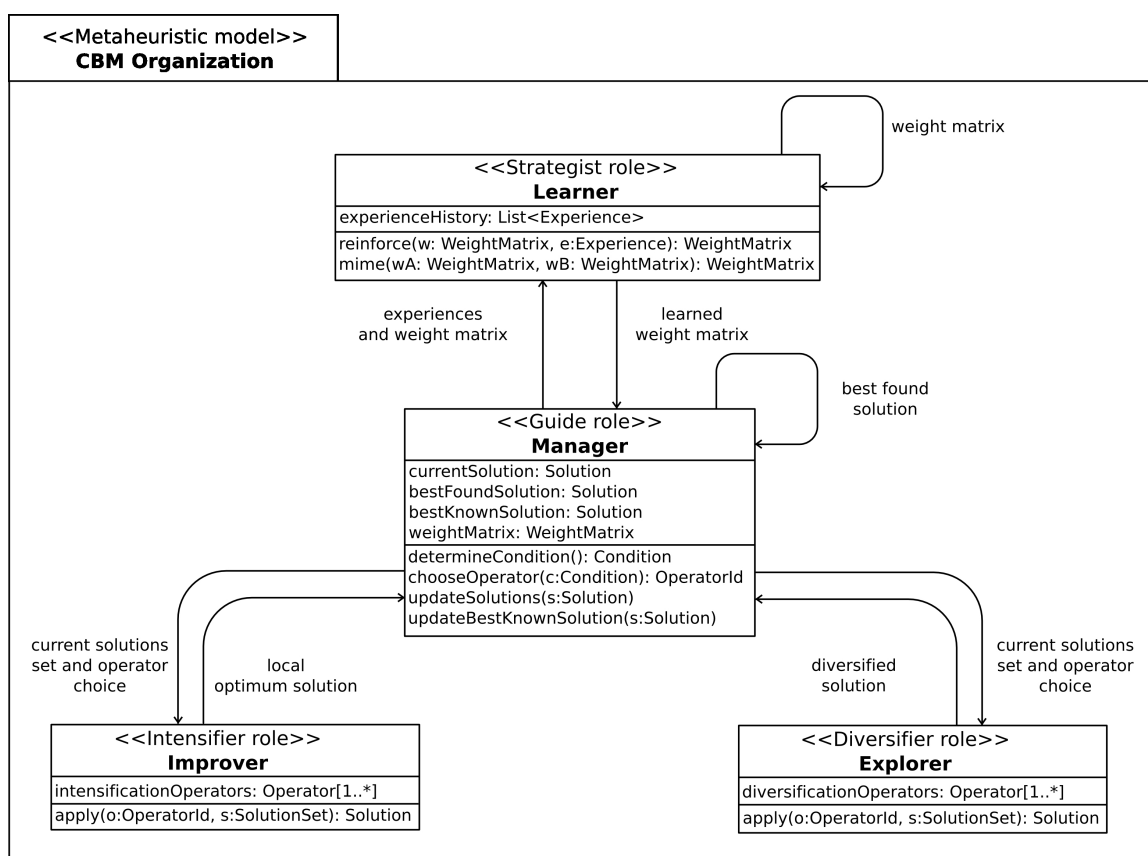 <<Metaheuristic model>>
CBM Organization
weight matrix
<<Strategist role>>
Learner
experienceHistory: List<Experience>
reinforce(w: WeightMatrix, e:Experience): WeightMatrix
mime(wA: WeightMatrix, wB: WeightMatrix): WeightMatrix
experiences
and weight matrix
learned
weight matrix
best found
solution
<<Guide role>>
Manager
currentSolution: Solution
bestFoundSolution: Solution
bestKnownSolution: Solution
weightMatrix: WeightMatrix
determineCondition(): Condition
chooseOperator(c:Condition): OperatorId
updateSolutions(s:Solution)
updateBestKnownSolution(s:Solution)
current solutions
set and operator
choice
local
optimum solution
diversified
solution
current solutions
set and operator
choice
<<Intensifier role>>
Improver
intensificationOperators: Operator[1..*]
apply(o:OperatorId, s:SolutionSet): Solution
<<Diversifier role>>
Explorer
diversificationOperators: Operator[1..*]
apply(o:OperatorId, s:SolutionSet): Solution